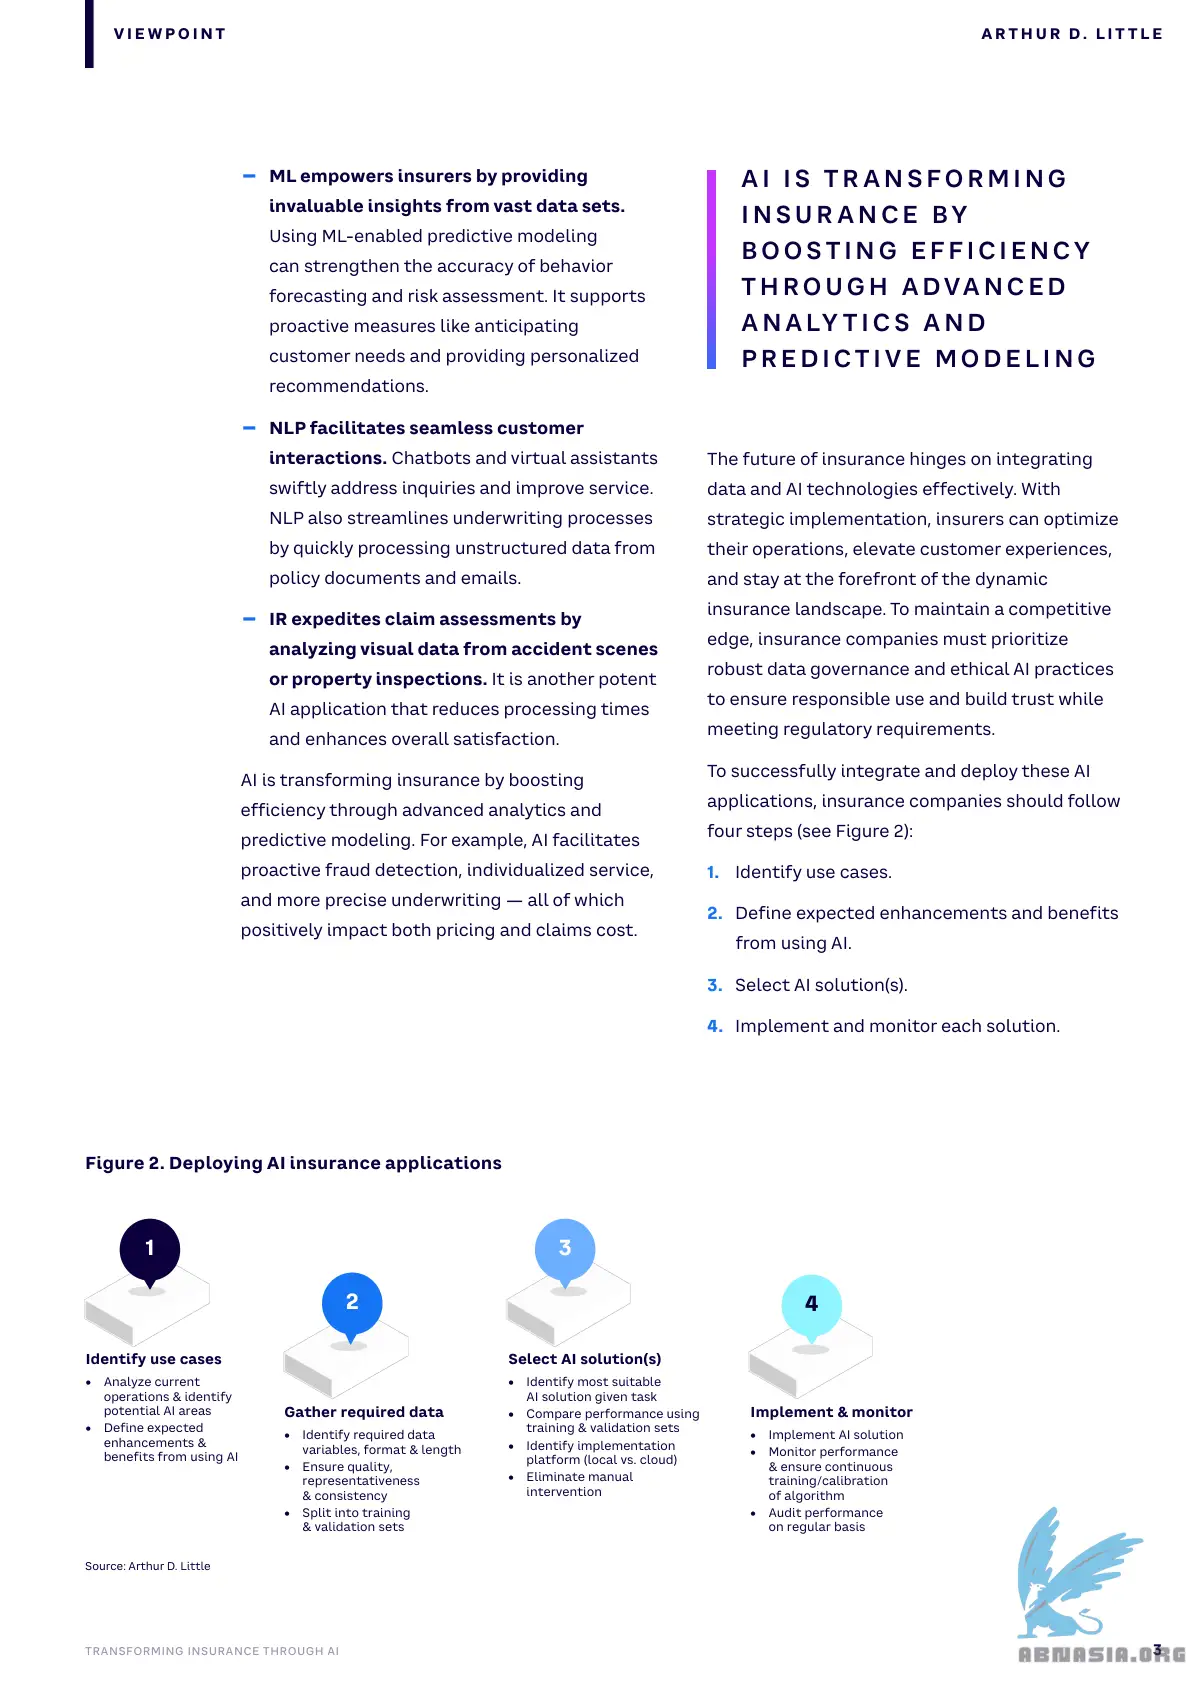 VIEWPOINT
ARTHUR D. LITTLE
– ML empowers insurers by providing
invaluable insights from vast data sets.
Using ML-enabled predictive modeling
can strengthen the accuracy of behavior
forecasting and risk assessment. It supports
proactive measures like anticipating
customer needs and providing personalized
recommendations.
– NLP facilitates seamless customer
interactions. Chatbots and virtual assistants
swiftly address inquiries and improve service.
NLP also streamlines underwriting processes
by quickly processing unstructured data from
policy documents and emails.
– IR expedites claim assessments by
analyzing visual data from accident scenes
or property inspections. It is another potent
AI application that reduces processing times
and enhances overall satisfaction.
AI is transforming insurance by boosting
efficiency through advanced analytics and
predictive modeling. For example, AI facilitates
proactive fraud detection, individualized service,
and more precise underwriting — all of which
positively impact both pricing and claims cost.
AI IS TRANSFORMING
INSURANCE BY
BOOSTING EFFICIENCY
THROUGH ADVANCED
ANALYTICS AND
PREDICTIVE MODELING
The future of insurance hinges on integrating
data and AI technologies effectively. With
strategic implementation, insurers can optimize
their operations, elevate customer experiences,
and stay at the forefront of the dynamic
insurance landscape. To maintain a competitive
edge, insurance companies must prioritize
robust data governance and ethical AI practices
to ensure responsible use and build trust while
meeting regulatory requirements.
To successfully integrate and deploy these AI
applications, insurance companies should follow
four steps (see Figure 2):
1. Identify use cases.
2. Define expected enhancements and benefits
from using AI.
3. Select AI solution(s).
4. Implement and monitor each solution.
Figure 2. Deploying AI insurance applications
1
Identify use cases
• Analyze current
operations & identify
potential AI areas
• Define expected
enhancements &
benefits from using AI
2
Gather required data
• Identify required data
variables, format & length
• Ensure quality,
representativeness
& consistency
• Split into training
& validation sets
3
Select AI solution(s)
• Identify most suitable
AI solution given task
• Compare performance using
training & validation sets
• Identify implementation
platform (local vs. cloud)
• Eliminate manual
intervention
4
Implement & monitor
• Implement AI solution
• Monitor performance
& ensure continuous
training/calibration
of algorithm
• Audit performance
on regular basis
Source: Arthur D. Little
TRANSFORMING INSURANCE THROUGH AI
3
ABNASIA.ORG